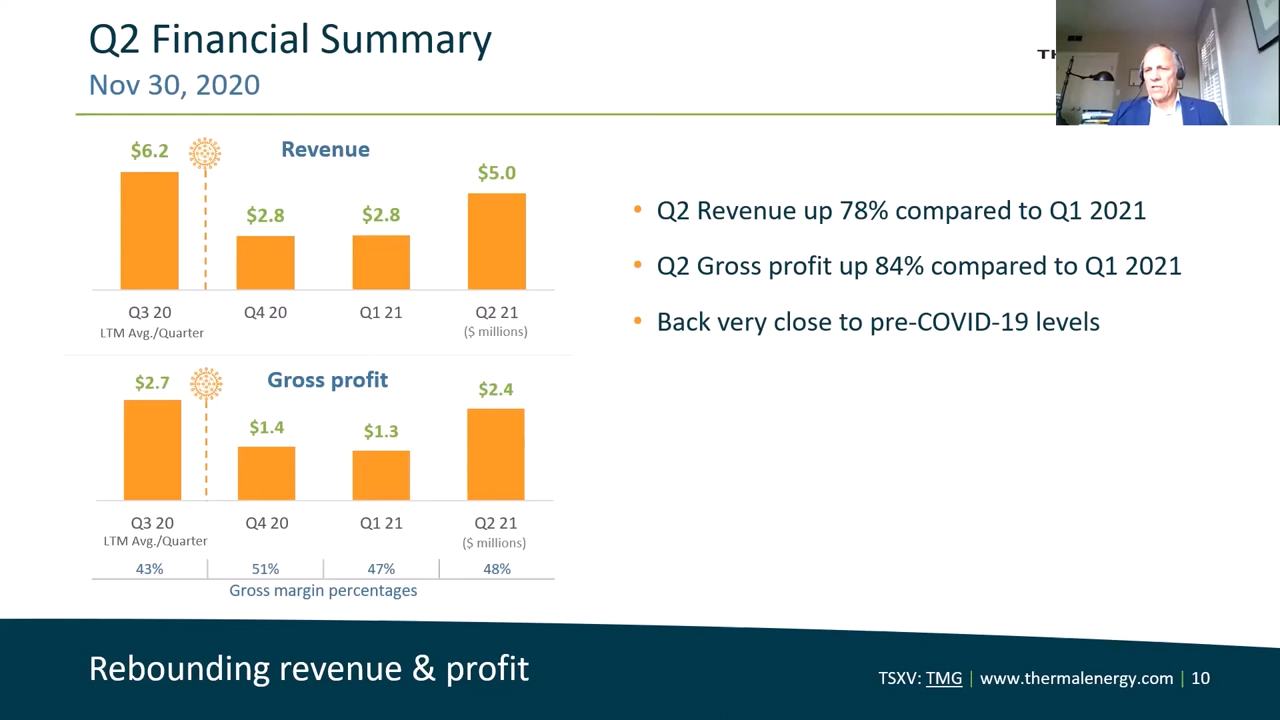 Q2 Financial Summary
Nov 30, 2020
TH
Revenue
$6.2
$2.8
$2.8
$5.0
Q3 20
LTM Avg./Quarter
Q4 20
Q1 21
Q2 21
($ millions)
Gross profit
$2.7
$1.4
$1.3
$2.4
Q3 20
LTM Avg./Quarter
Q4 20
Q1 21
Q2 21
($ millions)
43%
51%
47%
48%
Gross margin percentages
• Q2 Revenue up 78% compared to Q1 2021
• Q2 Gross profit up 84% compared to Q1 2021
• Back very close to pre-COVID-19 levels
Rebounding revenue & profit
TSXV: TMG | www.thermalenergy.com | 10